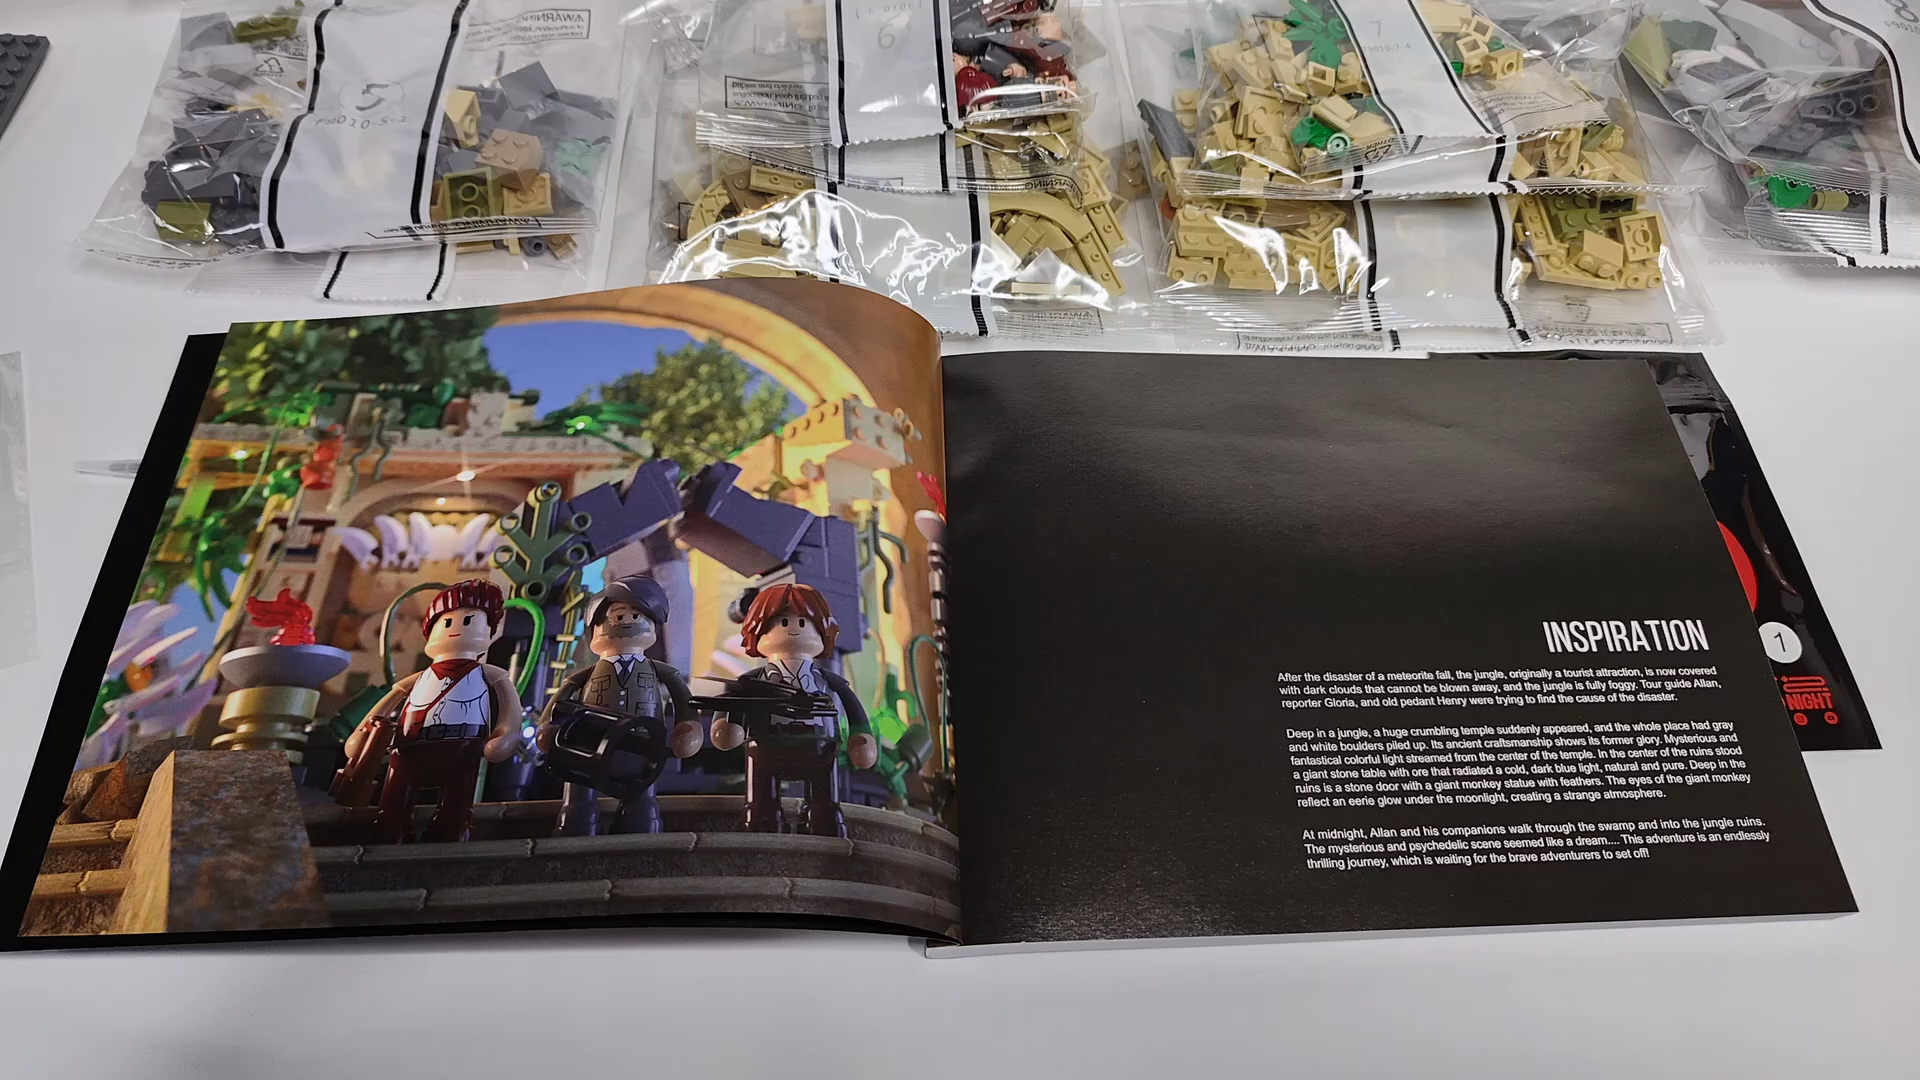 WARNING
5
6
7
8
WARNING
WARNING
WARNING
WARNING
INSPIRATION
After the disaster of a meteorite fall, the jungle, originally a tourist attraction, is now covered
with dark clouds that cannot be blown away, and the jungle is fully foggy. Tour guide Allan,
reporter Gloria, and old pedant Henry were trying to find the cause of the disaster.
Deep in a jungle, a huge crumbling temple suddenly appeared, and the whole place had gray
and white boulders piled up. Its ancient craftsmanship shows its former glory. Mysterious and
fantastical colorful light streamed from the center of the temple. In the center of the ruins stood
a giant stone table with ore that radiated a cold, dark blue light, natural and pure. Deep in the
ruins is a stone door with a giant monkey statue with feathers. The eyes of the giant monkey
reflect an eerie glow under the moonlight, creating a strange atmosphere.
At midnight, Allan and his companions walk through the swamp and into the jungle ruins.
The mysterious and psychedelic scene seemed like a dream.... This adventure is an endlessly
thrilling journey, which is waiting for the brave adventurers to set off!
1
NIGHT